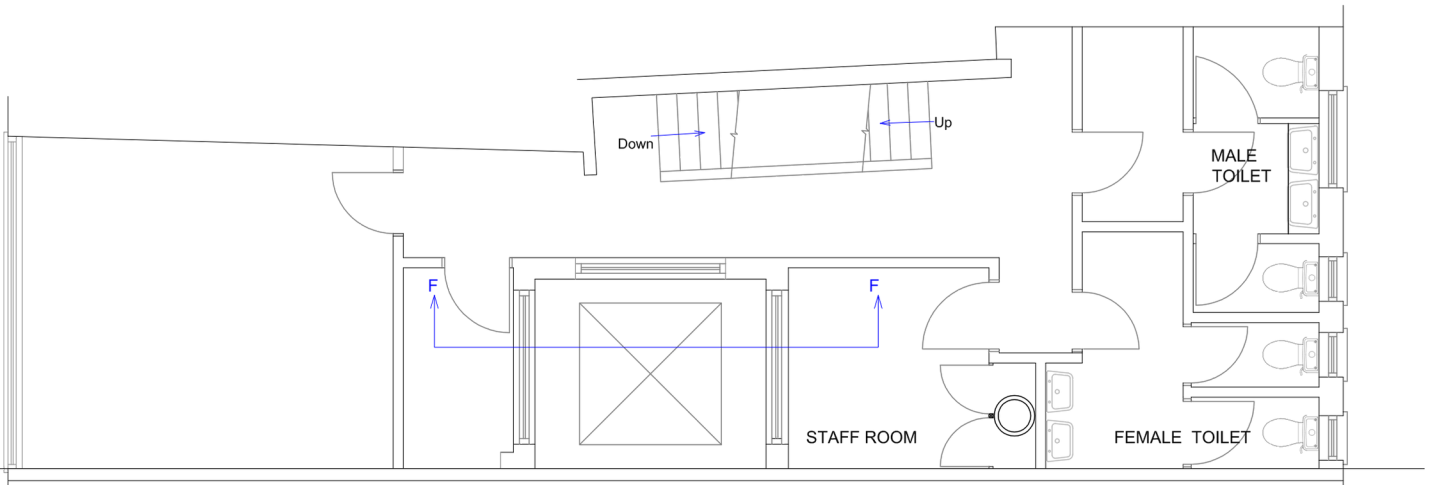 Down
Up
MALE
TOILET
F
F
STAFF ROOM
FEMALE TOILET